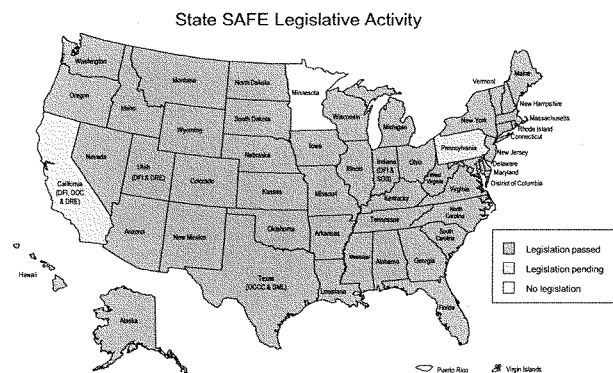 State SAFE Legislative Activity
Washington
Oregon
California
(DFI, DOC
& DRE)
Nevada
Idaho
Montana
Wyoming
Utah
(DFI & DRE)
Arizona
Colorado
New Mexico
North Dakota
South Dakota
Nebraska
Kansas
Oklahoma
Texas
(OCCC & SML)
Minnesota
Iowa
Missouri
Arkansas
Louisiana
Wisconsin
Illinois
Michigan
Indiana
(DFI &
SOS)
Ohio
Kentucky
Tennessee
Mississippi
Alabama
Georgia
Florida
South
Carolina
North
Carolina
Virginia
West
Virginia
Pennsylvania
New York
Vermont
Maine
New Hampshire
Massachusetts
Rhode Island
Connecticut
New Jersey
Delaware
Maryland
District of Columbia
Hawaii
Alaska
Puerto Rico
Virgin Islands
Legislation passed
Legislation pending
No legislation